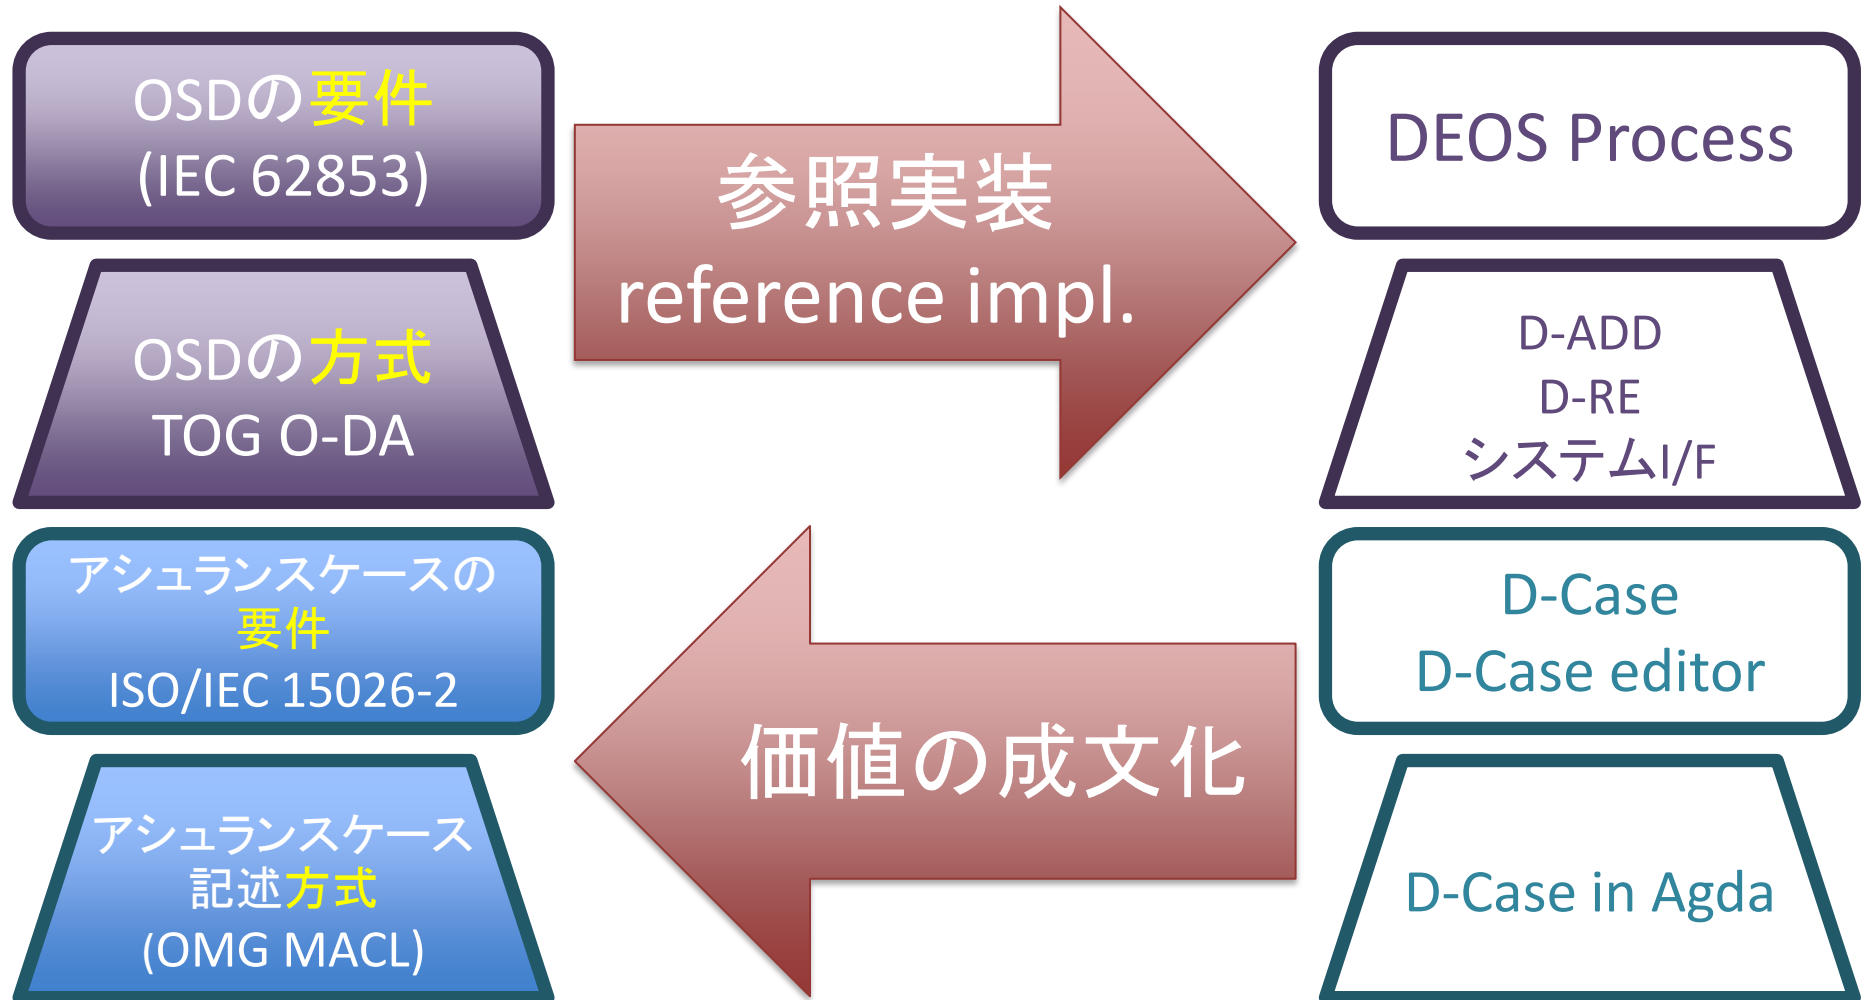 OSDの要件
(IEC 62853)
OSDの方式
TOG O-DA
アシュランスケースの
要件
ISO/IEC 15026-2
アシュランスケース
記述方式
(OMG MACL)
参照実装
reference impl.
価値の成文化
DEOS Process
D-ADD
D-RE
システムI/F
D-Case
D-Case editor
D-Case in Agda